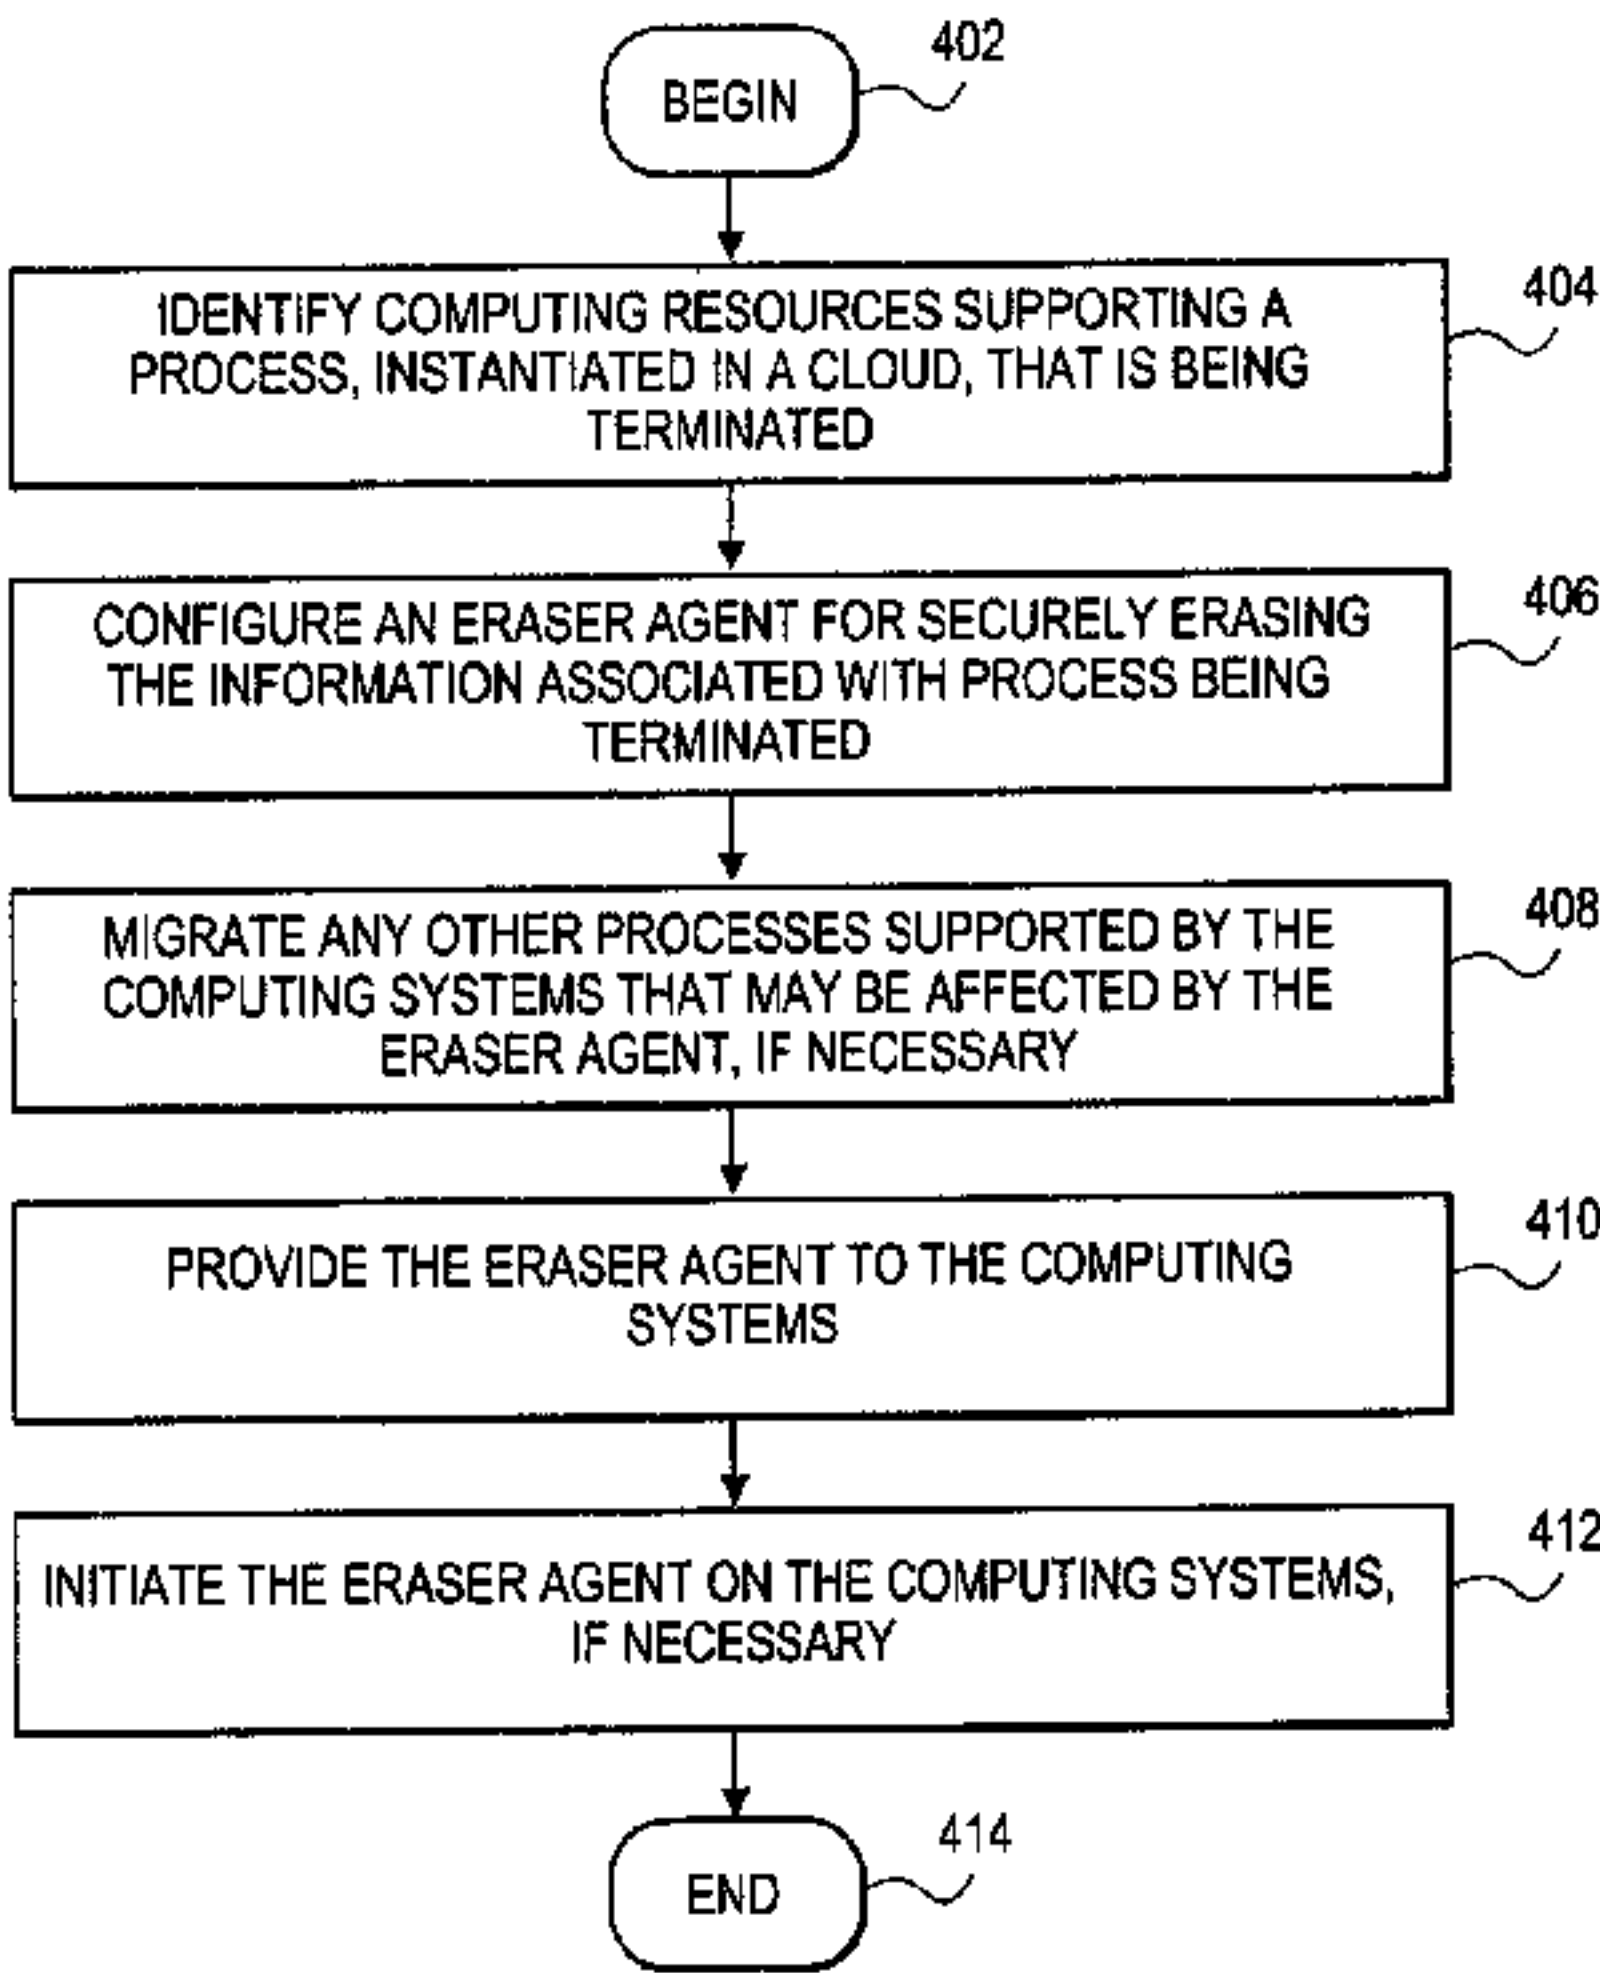 402
BEGIN
404
IDENTIFY COMPUTING RESOURCES SUPPORTING A
PROCESS, INSTANTIATED IN A CLOUD, THAT IS BEING
TERMINATED
406
CONFIGURE AN ERASER AGENT FOR SECURELY ERASING
THE INFORMATION ASSOCIATED WITH PROCESS BEING
TERMINATED
408
MIGRATE ANY OTHER PROCESSES SUPPORTED BY THE
COMPUTING SYSTEMS THAT MAY BE AFFECTED BY THE
ERASER AGENT, IF NECESSARY
410
PROVIDE THE ERASER AGENT TO THE COMPUTING
SYSTEMS
412
INITIATE THE ERASER AGENT ON THE COMPUTING SYSTEMS,
IF NECESSARY
414
END